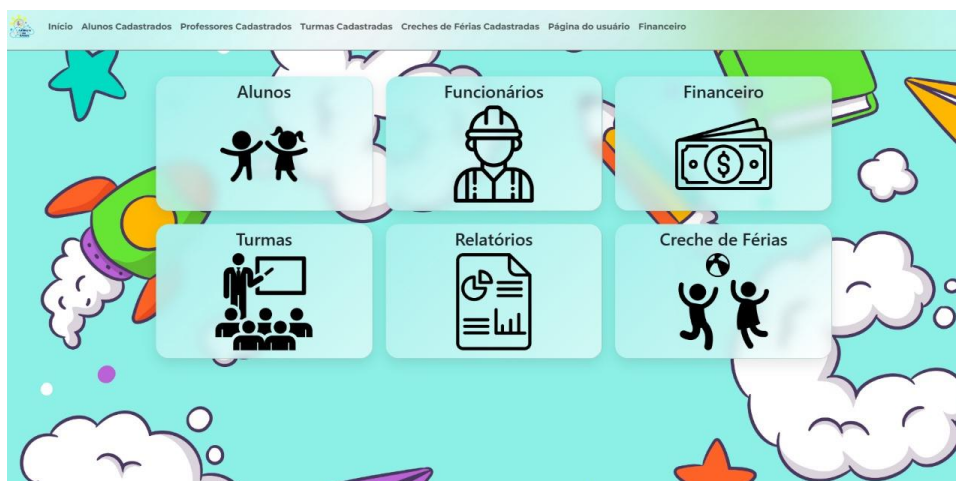 Início Alunos Cadastrados Professores Cadastrados Turmas Cadastradas Creches de Férias Cadastradas Página do usuário Financeiro
Alunos Funcionários Financeiro
Turmas Relatórios Creche de Férias